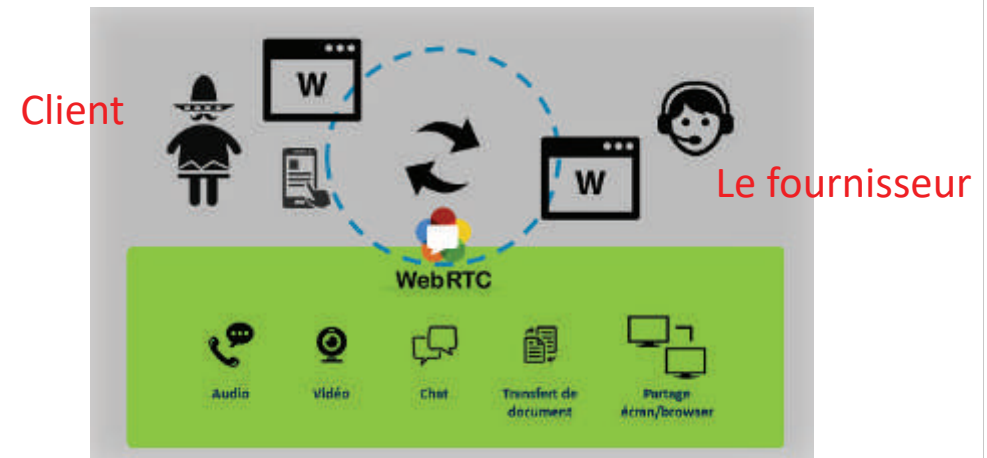 W
Client
W
Le fournisseur
WebRTC
Audio
Vidéo
Chat
Transfert de
document
Partage
écran/browser